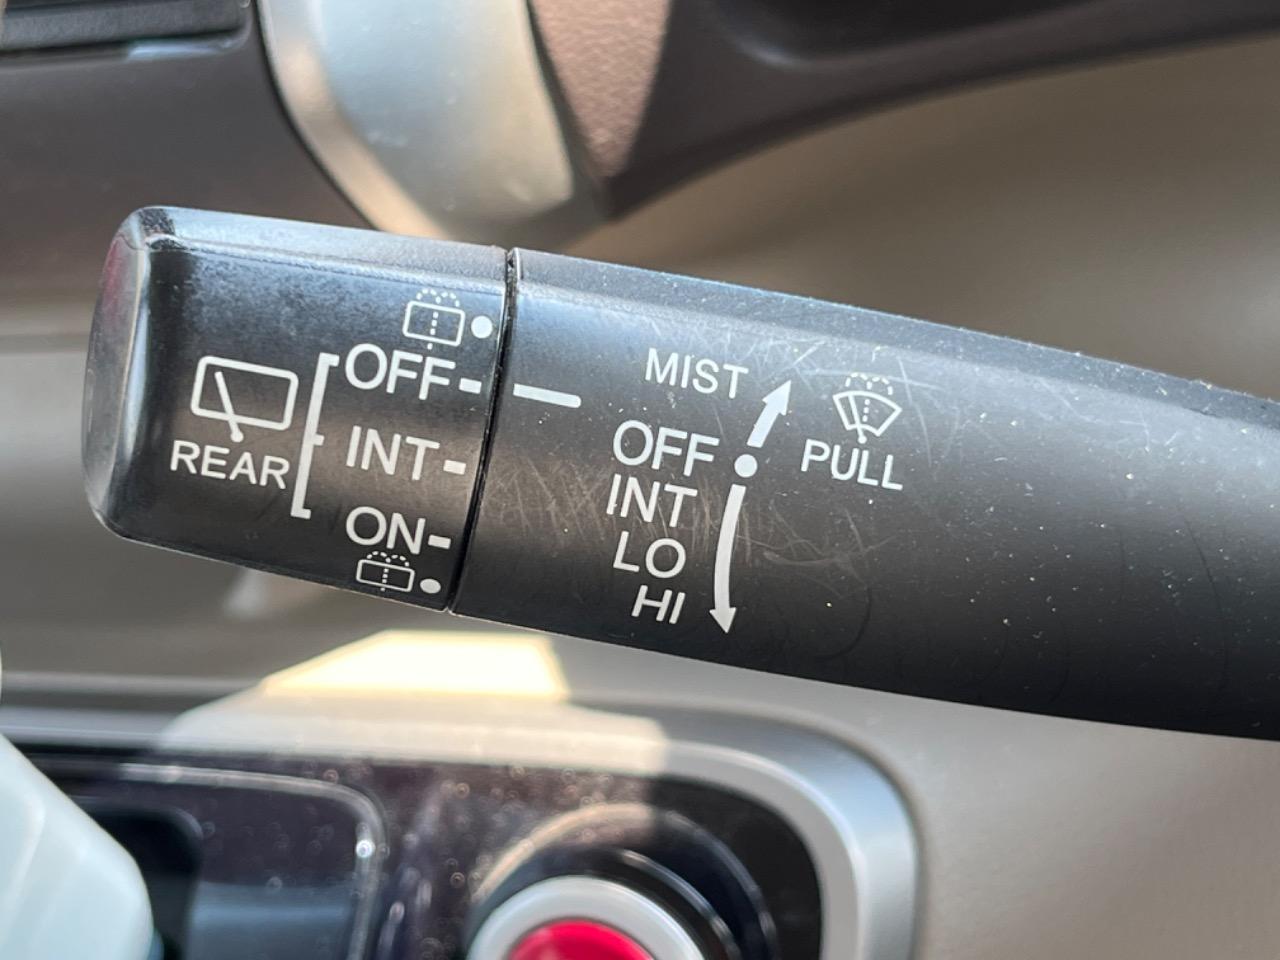 REAR
OFF
INT
ON
MIST
OFF
INT
LO
HI
PULL